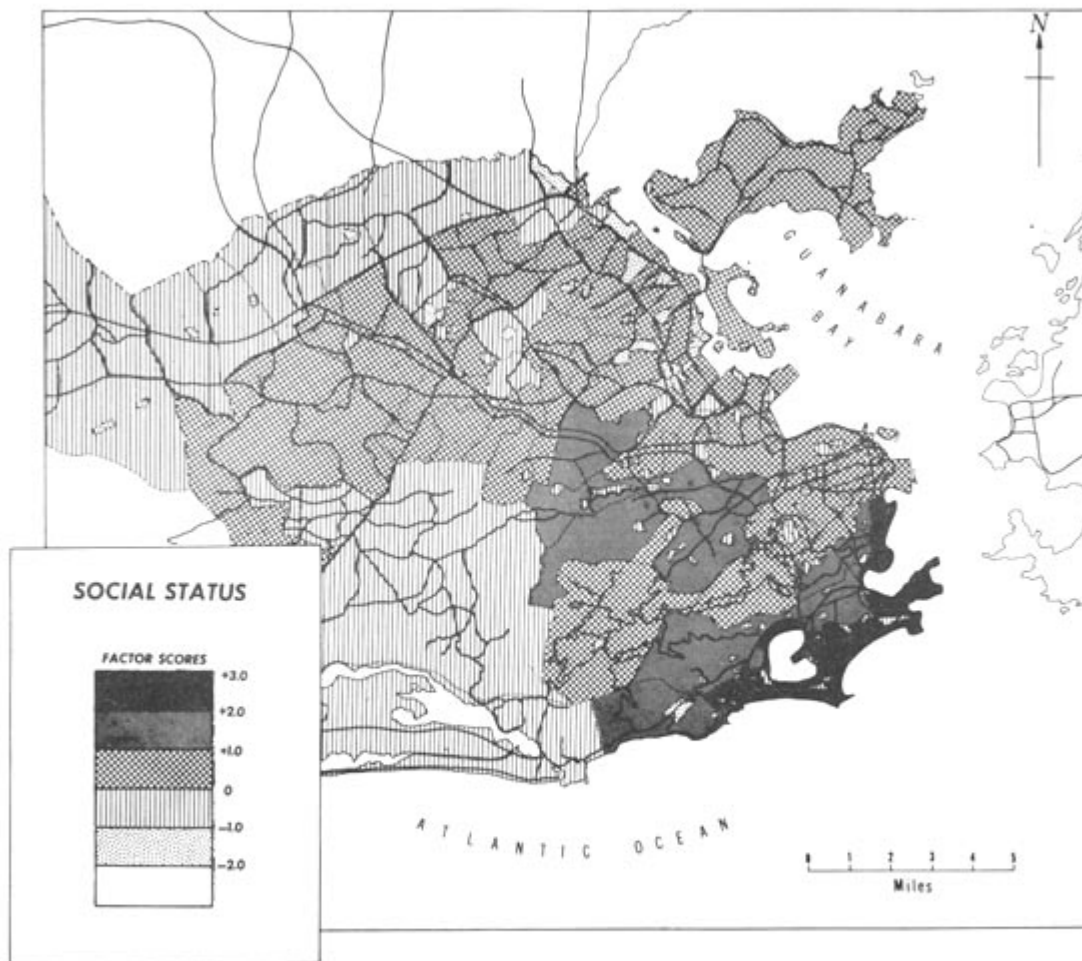 N
GUANABARA
BAY
SOCIAL STATUS
FACTOR SCORES
+3.0
+2.0
+1.0
0
-1.0
-2.0
ATLANTIC OCEAN
0 1 2 3 4 5
Miles